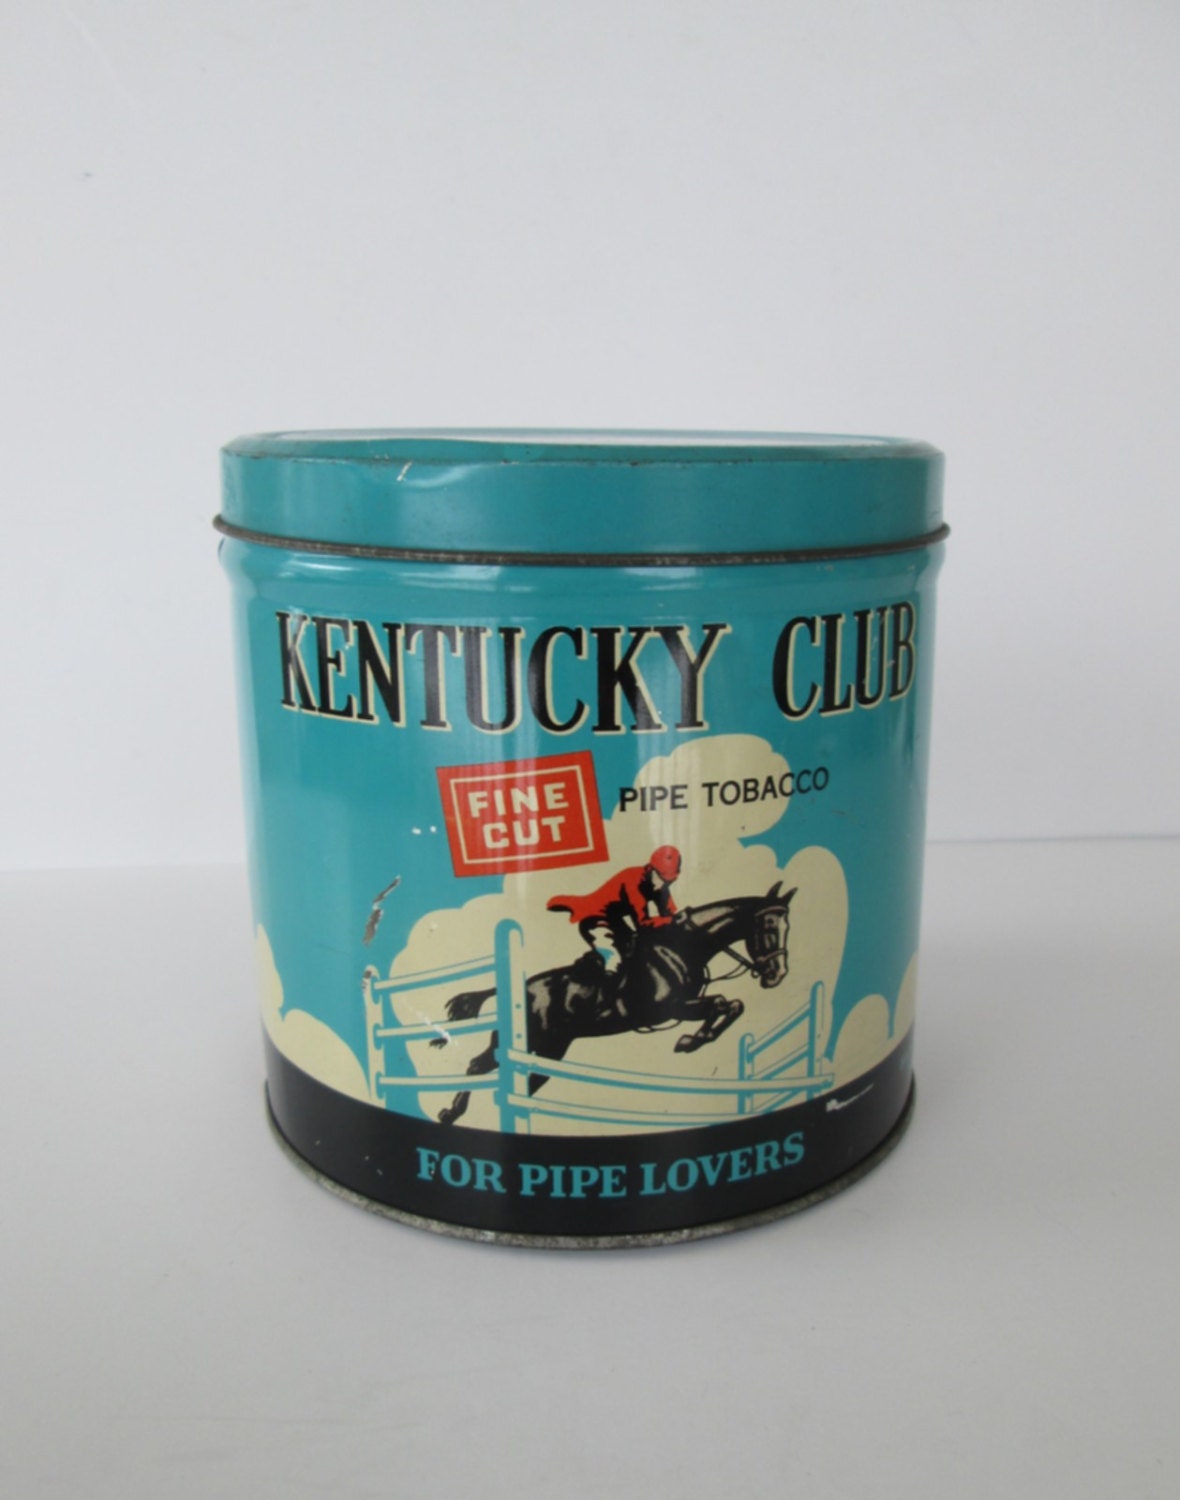 KENTUCKY CLUB
FINE CUT
PIPE TOBACCO
FOR PIPE LOVERS